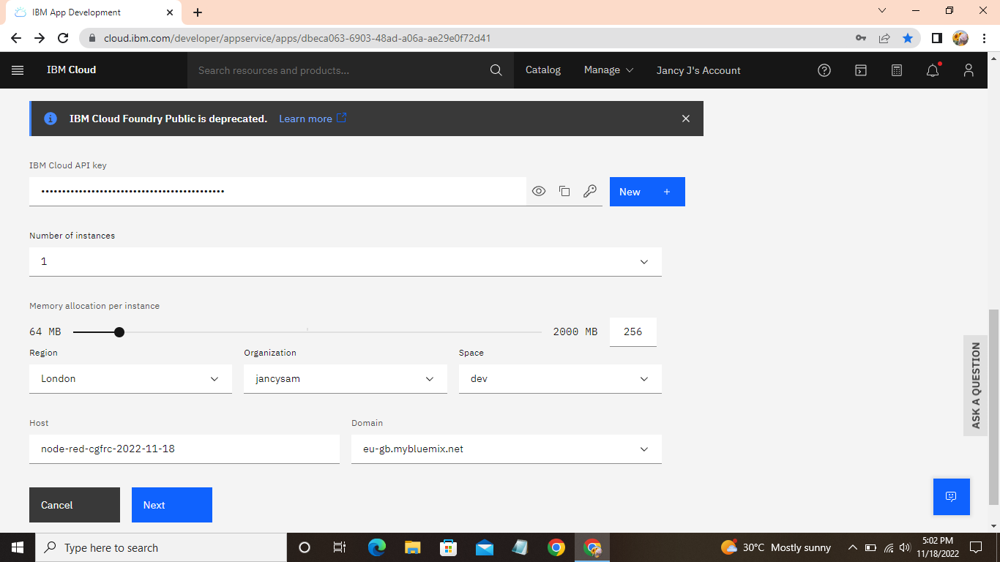 IBM App Development
cloud.ibm.com/developer/appservice/apps/dbeca063-6903-48ad-a06a-ae29e0f72d41
IBM Cloud
Search resources and products...
Catalog
Manage
Jancy J's Account
IBM Cloud Foundry Public is deprecated. Learn more
IBM Cloud API key
•••••••••••••••••••••••••••••••••••••••••••••
New +
Number of instances
1
Memory allocation per instance
64 MB 2000 MB 256
Region Organization Space
London jancysam dev
Host Domain
node-red-cgfrc-2022-11-18 eu-gb.mybluemix.net
Cancel Next
ASK A QUESTION
Type here to search
30°C Mostly sunny
5:02 PM
11/18/2022